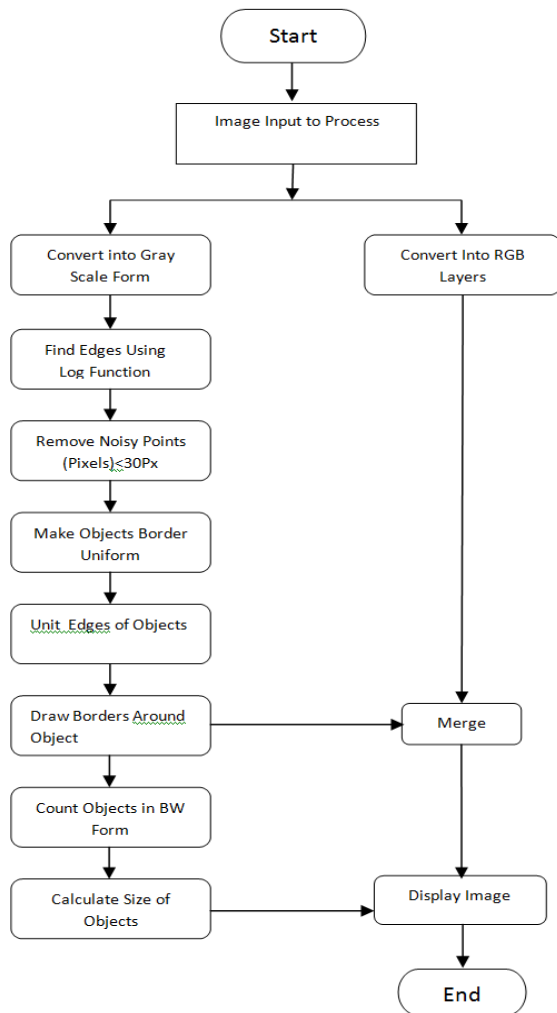 Start
Image Input to Process
Convert into Gray
Scale Form
Convert Into RGB
Layers
Find Edges Using
Log Function
Remove Noisy Points
(Pixels)<30Px
Make Objects Border
Uniform
Unit Edges of Objects
Draw Borders Around
Object
Merge
Count Objects in BW
Form
Calculate Size of
Objects
Display Image
End